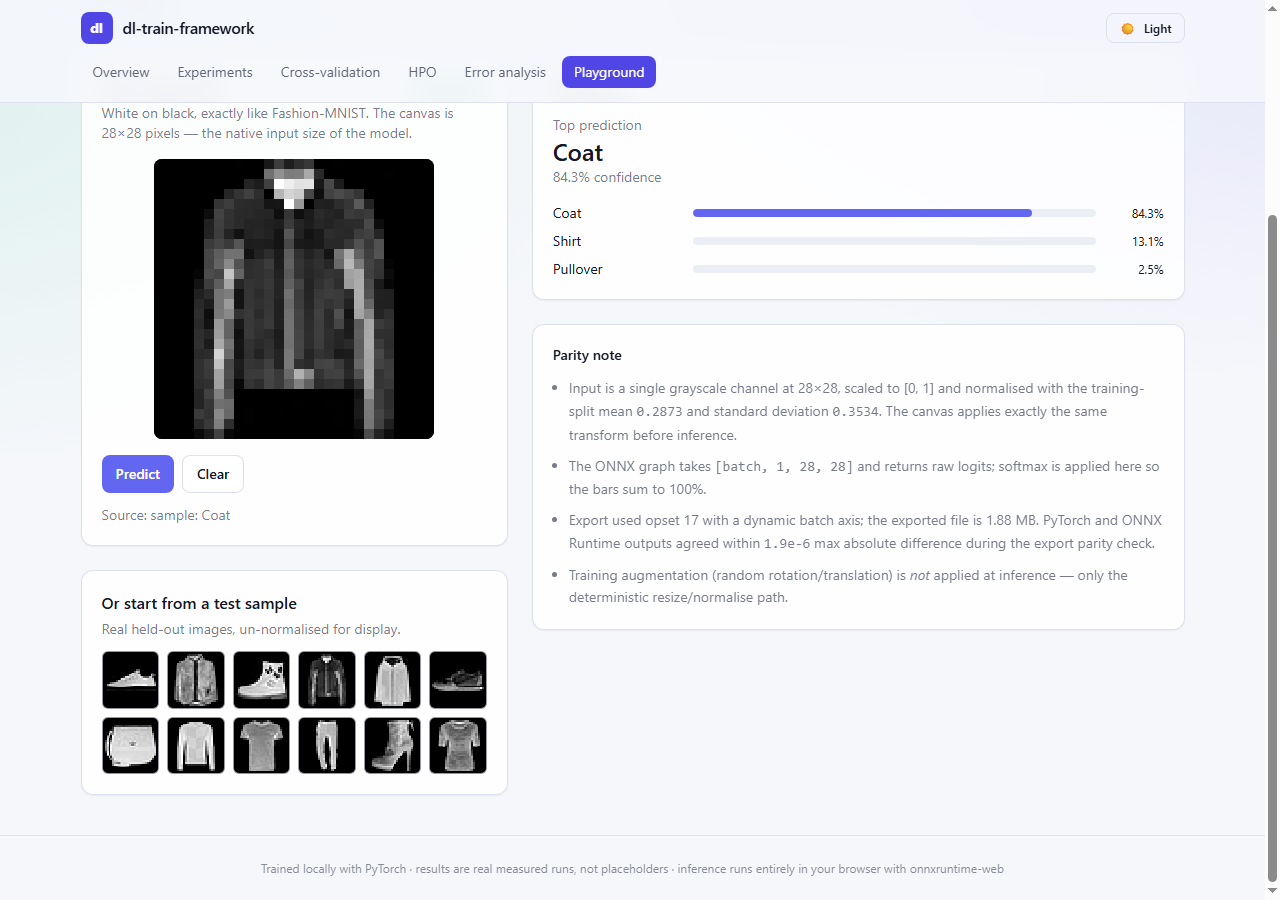 dl dl-train-framework
Light
Overview Experiments Cross-validation HPO Error analysis Playground
White on black, exactly like Fashion-MNIST. The canvas is
28×28 pixels — the native input size of the model.
Predict Clear
Source: sample: Coat
Or start from a test sample
Real held-out images, un-normalised for display.
Top prediction
Coat
84.3% confidence
Coat 84.3%
Shirt 13.1%
Pullover 2.5%
Parity note
• Input is a single grayscale channel at 28×28, scaled to [0, 1] and normalised with the training-
split mean 0.2873 and standard deviation 0.3534. The canvas applies exactly the same
transform before inference.
• The ONNX graph takes [batch, 1, 28, 28] and returns raw logits; softmax is applied here so
the bars sum to 100%.
• Export used opset 17 with a dynamic batch axis; the exported file is 1.88 MB. PyTorch and ONNX
Runtime outputs agreed within 1.9e-6 max absolute difference during the export parity check.
• Training augmentation (random rotation/translation) is not applied at inference — only the
deterministic resize/normalise path.
Trained locally with PyTorch · results are real measured runs, not placeholders · inference runs entirely in your browser with onnxruntime-web